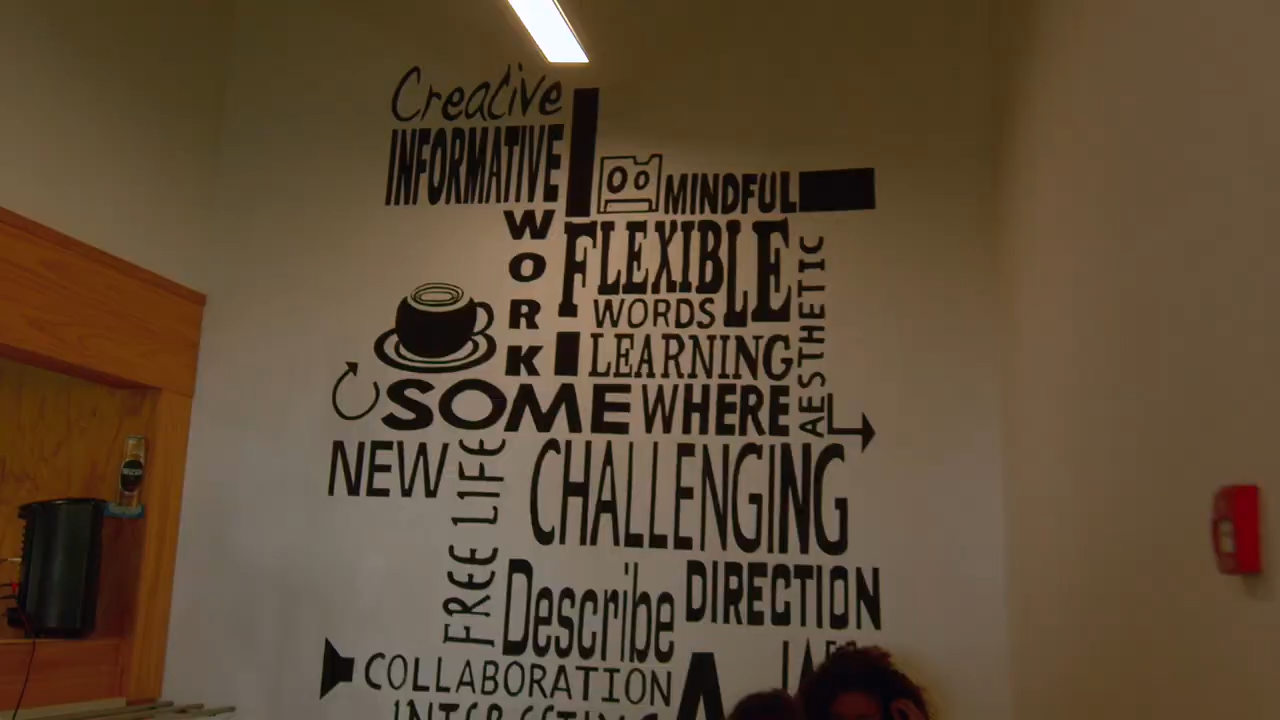 Creative
INFORMATIVE
MINDFUL
WORK
FLEXIBLE
WORDS
AESTHETIC
LEARNING
SOMEWHERE
NEW
FREE LIFE
CHALLENGING
Describe
DIRECTION
COLLABORATION